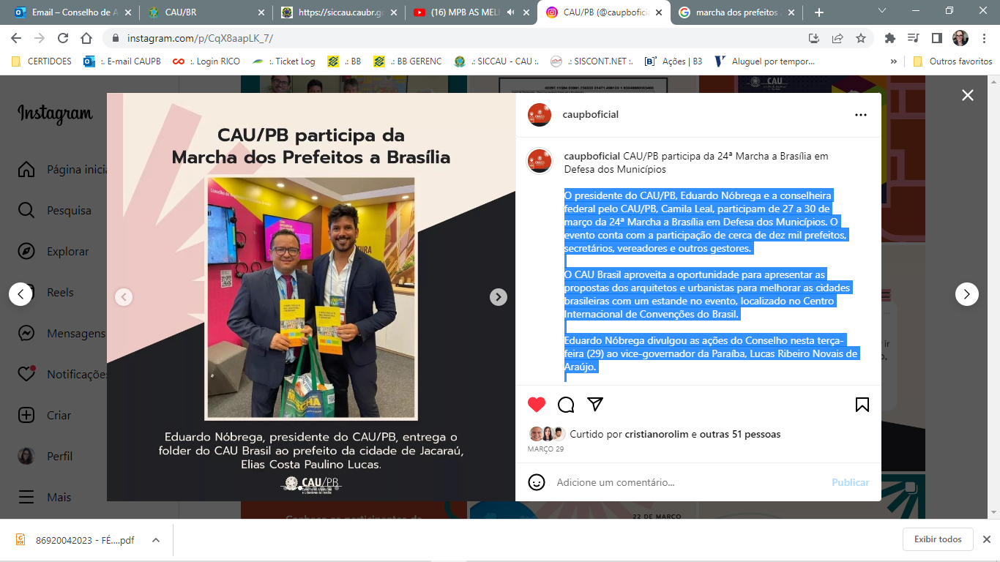 Email – Conselho de A
CAU/BR
https://siccau.caubr.go
(16) MPB AS MEL
CAU/PB (@caupboficia
marcha dos prefeitos 2
instagram.com/p/CqX8aapLK_7/
CERTIDOES
:. E-mail CAUPB
:. Login RICO
:. Ticket Log
.: BB
.: BB GERENC
.: SICCAU - CAU :.
.: SISCONT.NET :.
Ações | B3
Aluguel por tempor...
»
Outros favoritos
Instagram
Página inicia
Pesquisa
Explorar
Reels
Mensagens
Notificações
Criar
Perfil
Mais
CAU/PB participa da
Marcha dos Prefeitos a Brasília
Eduardo Nóbrega, presidente do CAU/PB, entrega o
folder do CAU Brasil ao prefeito da cidade de Jacaraú,
Elias Costa Paulino Lucas.
CAU/PB
caupboficial
caupboficial CAU/PB participa da 24ª Marcha a Brasília em
Defesa dos Municípios
O presidente do CAU/PB, Eduardo Nóbrega e a conselheira
federal pelo CAU/PB, Camila Leal, participam de 27 a 30 de
março da 24ª Marcha a Brasília em Defesa dos Municípios. O
evento conta com a participação de cerca de dez mil prefeitos,
secretários, vereadores e outros gestores.
O CAU Brasil aproveita a oportunidade para apresentar as
propostas dos arquitetos e urbanistas para melhorar as cidades
brasileiras com um estande no evento, localizado no Centro
Internacional de Convenções do Brasil.
Eduardo Nóbrega divulgou as ações do Conselho nesta terça-
feira (29) ao vice-governador da Paraíba, Lucas Ribeiro Novais de
Araújo.
Curtido por cristianorolim e outras 51 pessoas
MARÇO 29
Adicione um comentário...
Publicar
22 DE MARÇO
86920042023 - FÉ....pdf
Exibir todos